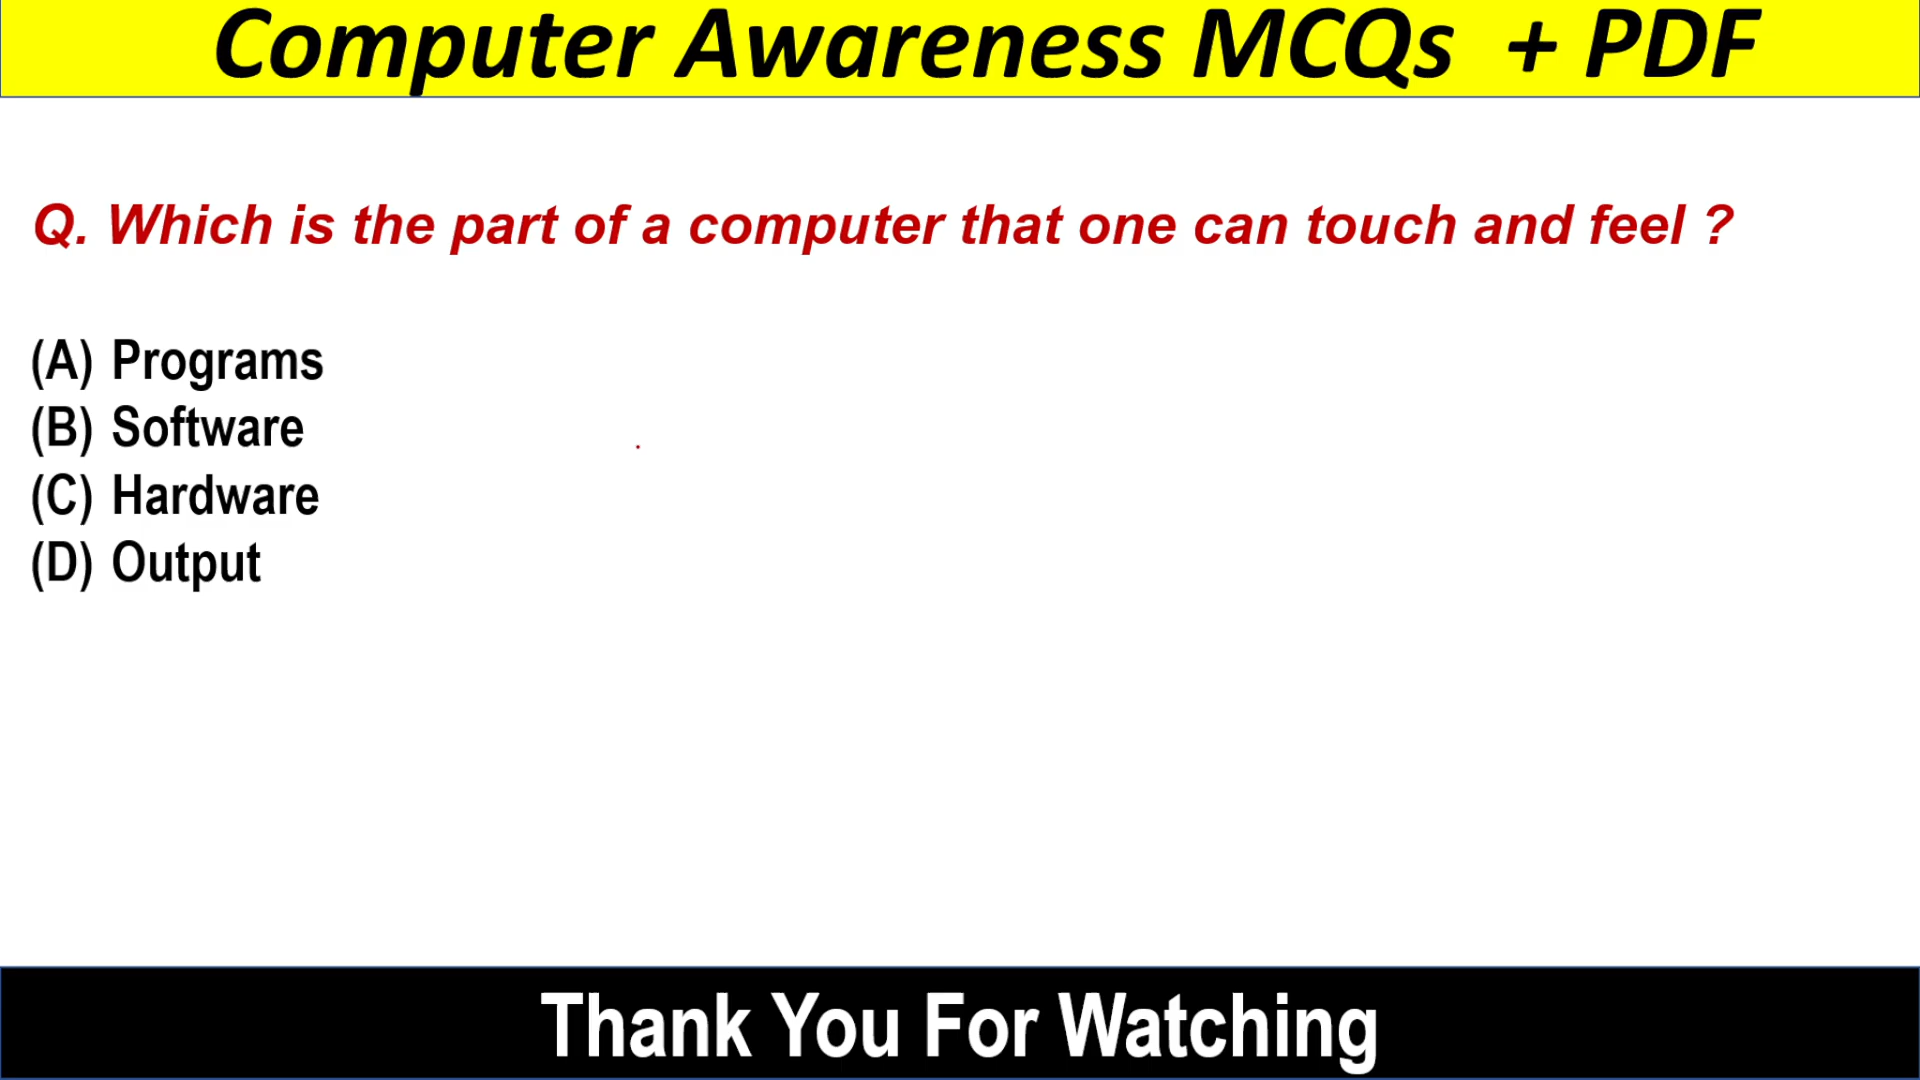 Computer Awareness MCQs + PDF
Q. Which is the part of a computer that one can touch and feel ?
(A) Programs
(B) Software
(C) Hardware
(D) Output
Thank You For Watching